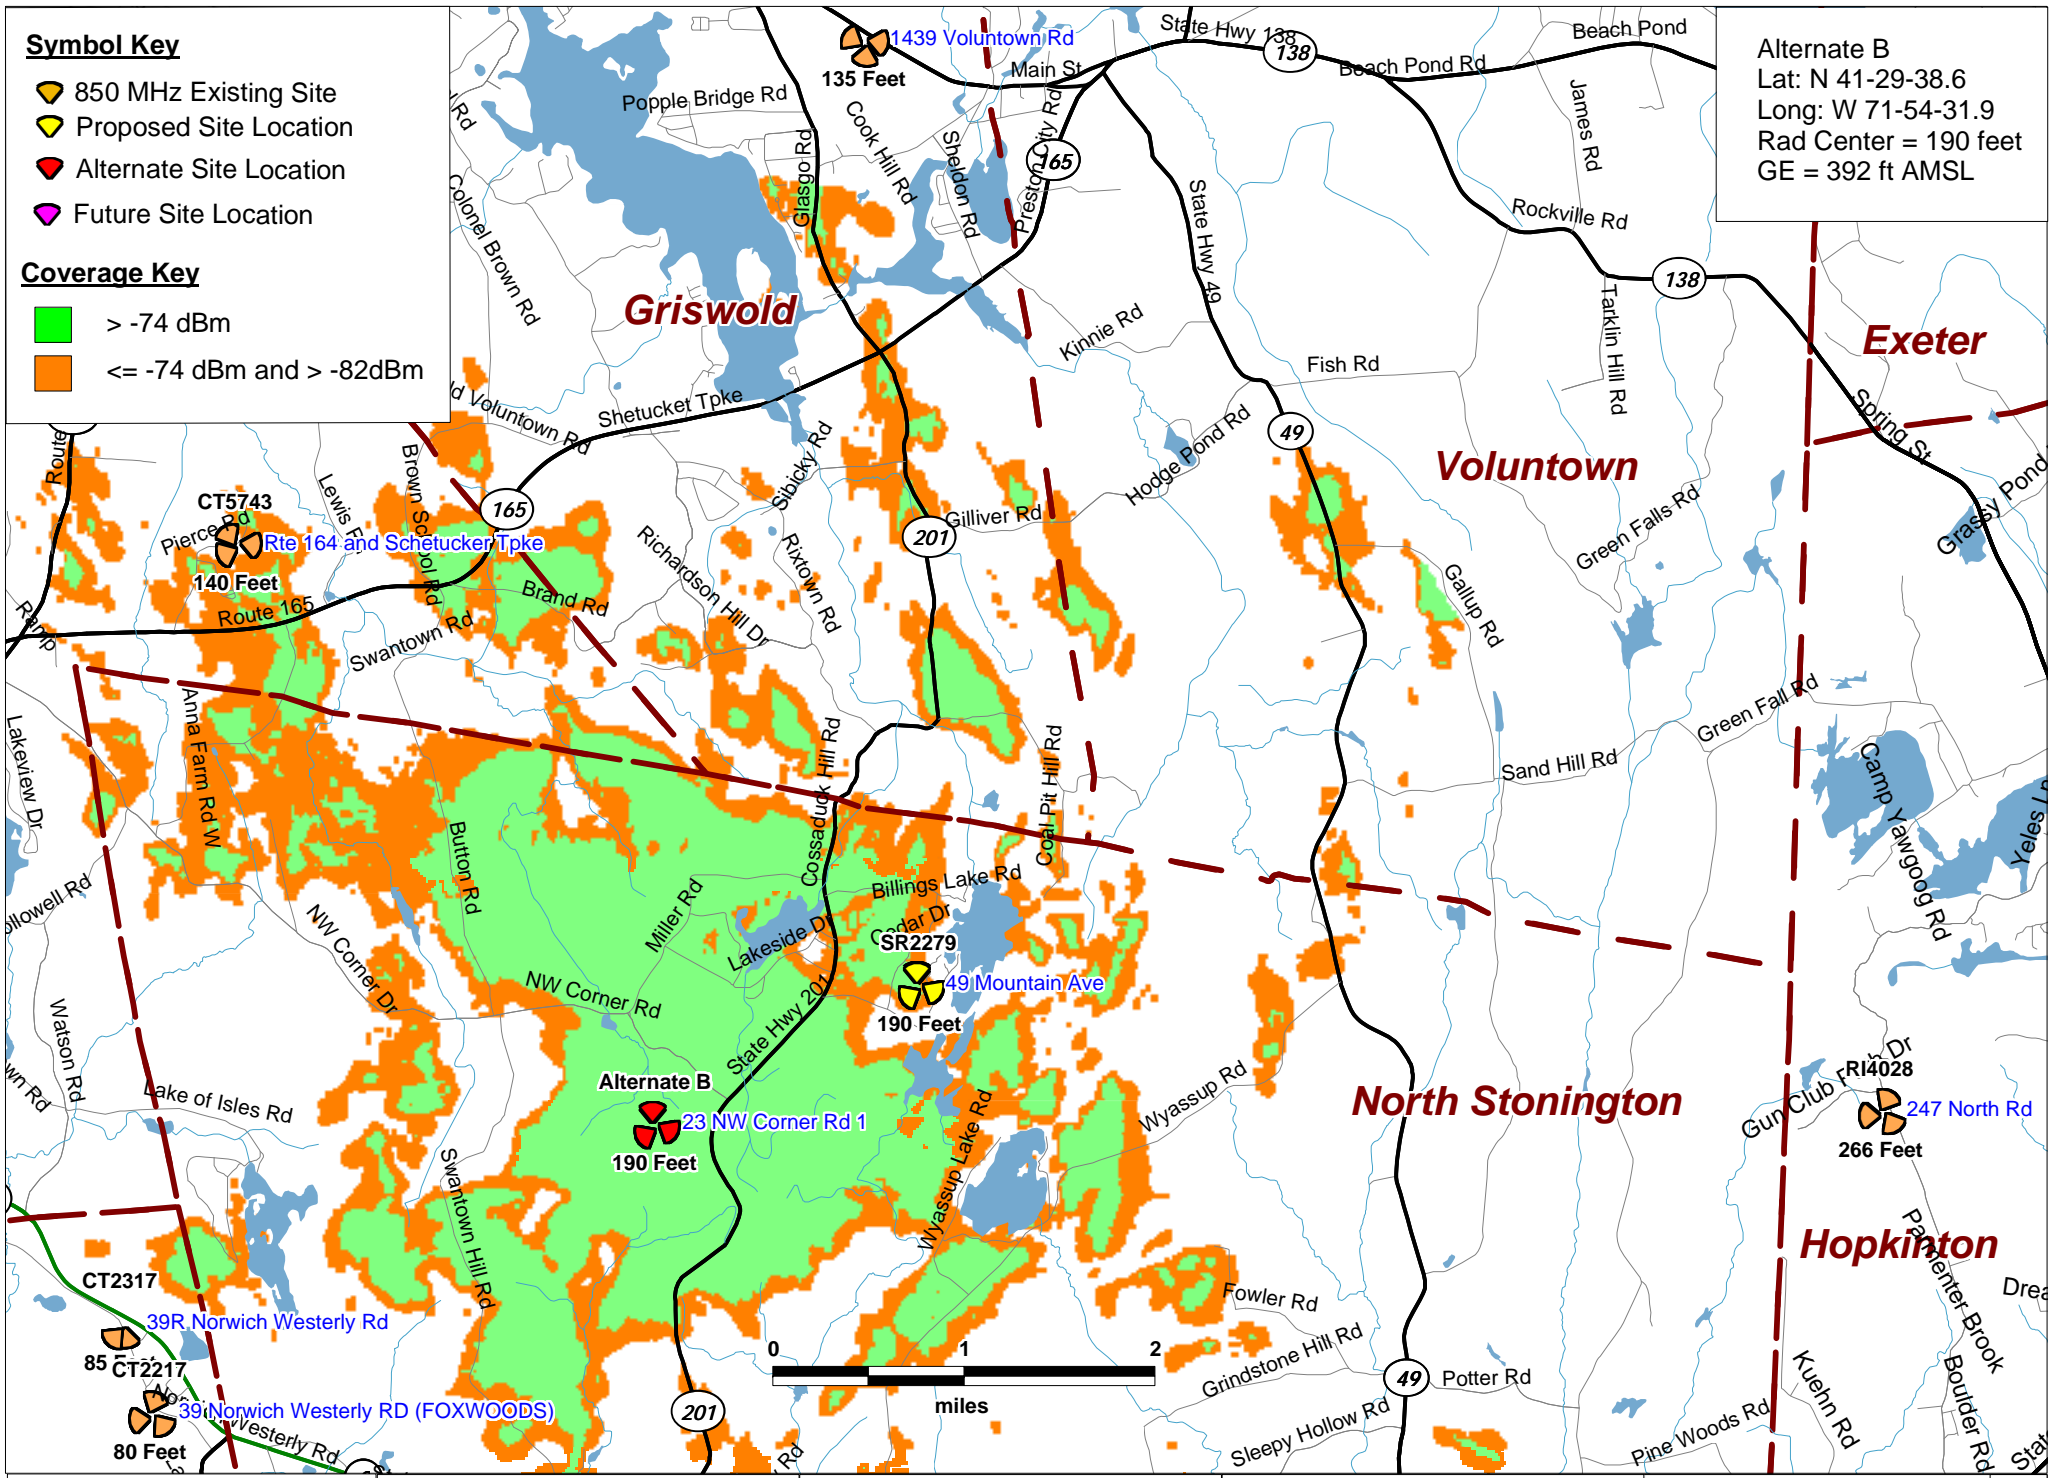 Symbol Key
850 MHz Existing Site
Proposed Site Location
Alternate Site Location
Future Site Location
Coverage Key
> -74 dBm
<= -74 dBm and > -82dBm
Alternate B
Lat: N 41-29-38.6
Long: W 71-54-31.9
Rad Center = 190 feet
GE = 392 ft AMSL
1439 Voluntown Rd
135 Feet
Main St
State Hwy 138
138
Beach Pond Rd
Beach Pond
Popple Bridge Rd
Glasgo Rd
Cook Hill Rd
Sheldon Rd
Preston City Rd
165
State Hwy 49
James Rd
Rockville Rd
138
Tarklin Hill Rd
Colonel Brown Rd
Griswold
Kinnie Rd
Fish Rd
Exeter
Spring St
Shetucket Tpke
Voluntown Rd
Sibicky Rd
Hodge Pond Rd
49
Voluntown
Grassy Pond
Green Falls Rd
Route
Brown School Rd
165
CT5743
Pierce Rd
Rte 164 and Schetucker Tpke
140 Feet
Route 165
Ramp
Brand Rd
Swantown Rd
Richardson Hill Dr
Rixtown Rd
Gilliver Rd
201
Gallup Rd
Green Fall Rd
Sand Hill Rd
Camp Yawgoog Rd
Lakeview Dr
Anna Farm Rd W
Button Rd
Cossaduck Hill Rd
Coal Pit Hill Rd
Billings Lake Rd
Cedar Dr
Miller Rd
Lakeside Dr
SR2279
49 Mountain Ave
190 Feet
NW Corner Dr
NW Corner Rd
State Hwy 201
Watson Rd
Lake of Isles Rd
Alternate B
23 NW Corner Rd 1
190 Feet
Wyassup Lake Rd
Wyassup Rd
North Stonington
RI4028
247 North Rd
266 Feet
Hopkinton
Parmenter Brook
Swantown Hill Rd
CT2317
39R Norwich Westerly Rd
CT2217
39 Norwich Westerly RD (FOXWOODS)
80 Feet
Westerly Rd
201
0 1 2
miles
Fowler Rd
Grindstone Hill Rd
49
Potter Rd
Sleepy Hollow Rd
Pine Woods Rd
Kuehn Rd
Boulder Rd